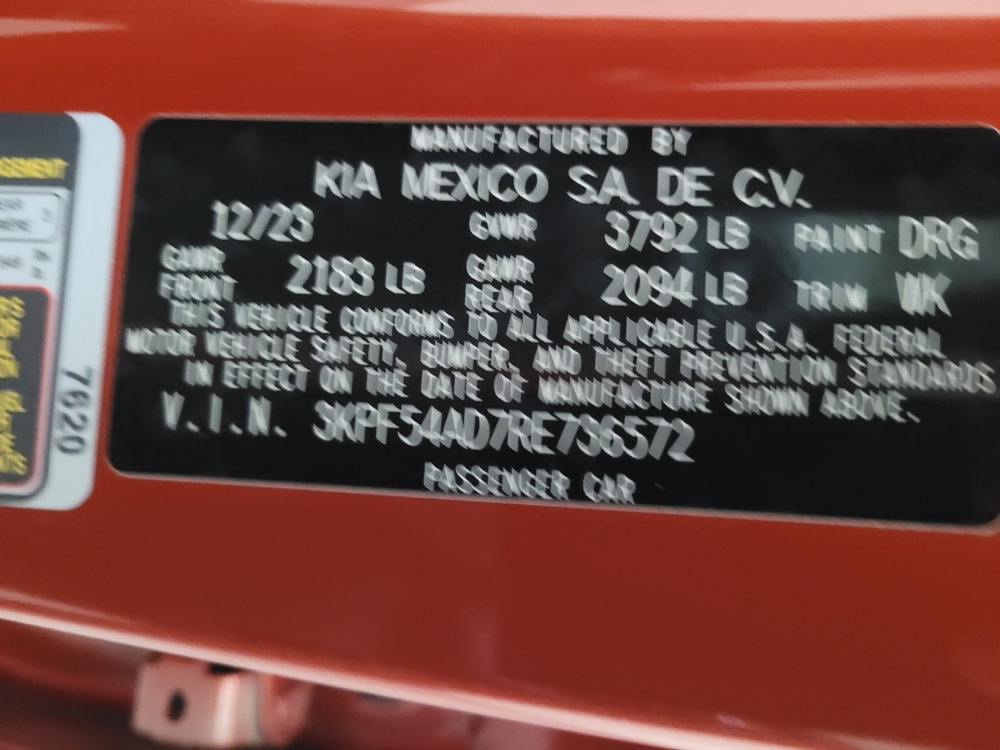 MANUFACTURED BY
KIA MEXICO S.A. DE C.V.
12/23 GVWR 3792 LB PAINT DRG
GAWR FRONT 2183 LB GAWR REAR 2094 LB TRIM WK
THIS VEHICLE CONFORMS TO ALL APPLICABLE U.S.A. FEDERAL
MOTOR VEHICLE SAFETY, BUMPER, AND THEFT PREVENTION STANDARDS
IN EFFECT ON THE DATE OF MANUFACTURE SHOWN ABOVE.
V.I.N. 3KPF54AD7RE736572
PASSENGER CAR
7620